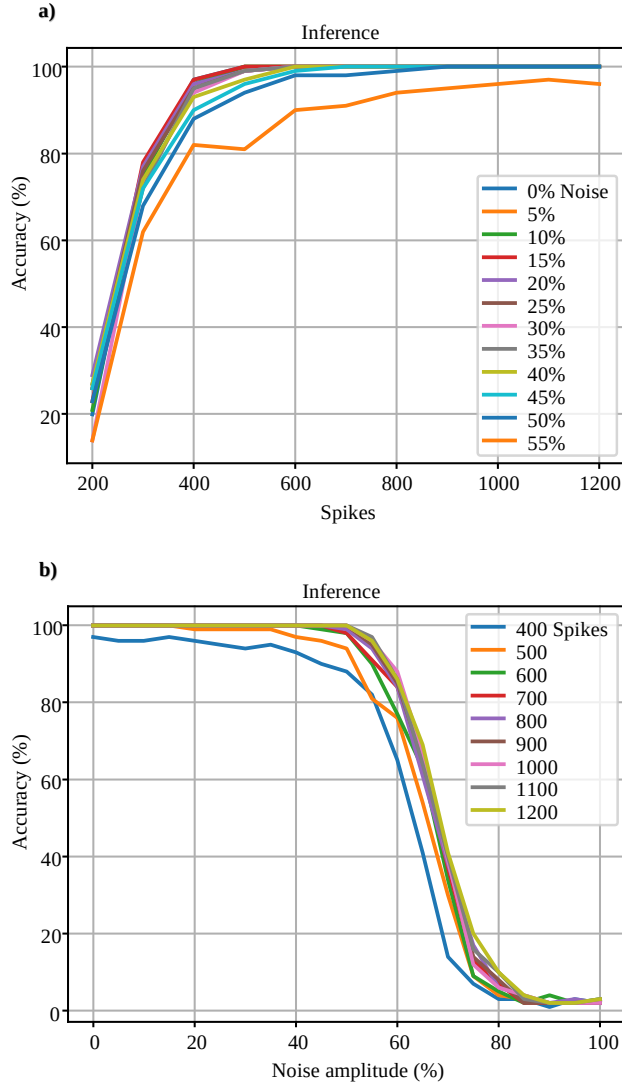 a)
Inference
Accuracy (%)
100
80
60
40
20
0% Noise
5%
10%
15%
20%
25%
30%
35%
40%
45%
50%
55%
200 400 600 800 1000 1200
Spikes
b)
Inference
Accuracy (%)
100
80
60
40
20
0
400 Spikes
500
600
700
800
900
1000
1100
1200
0 20 40 60 80 100
Noise amplitude (%)